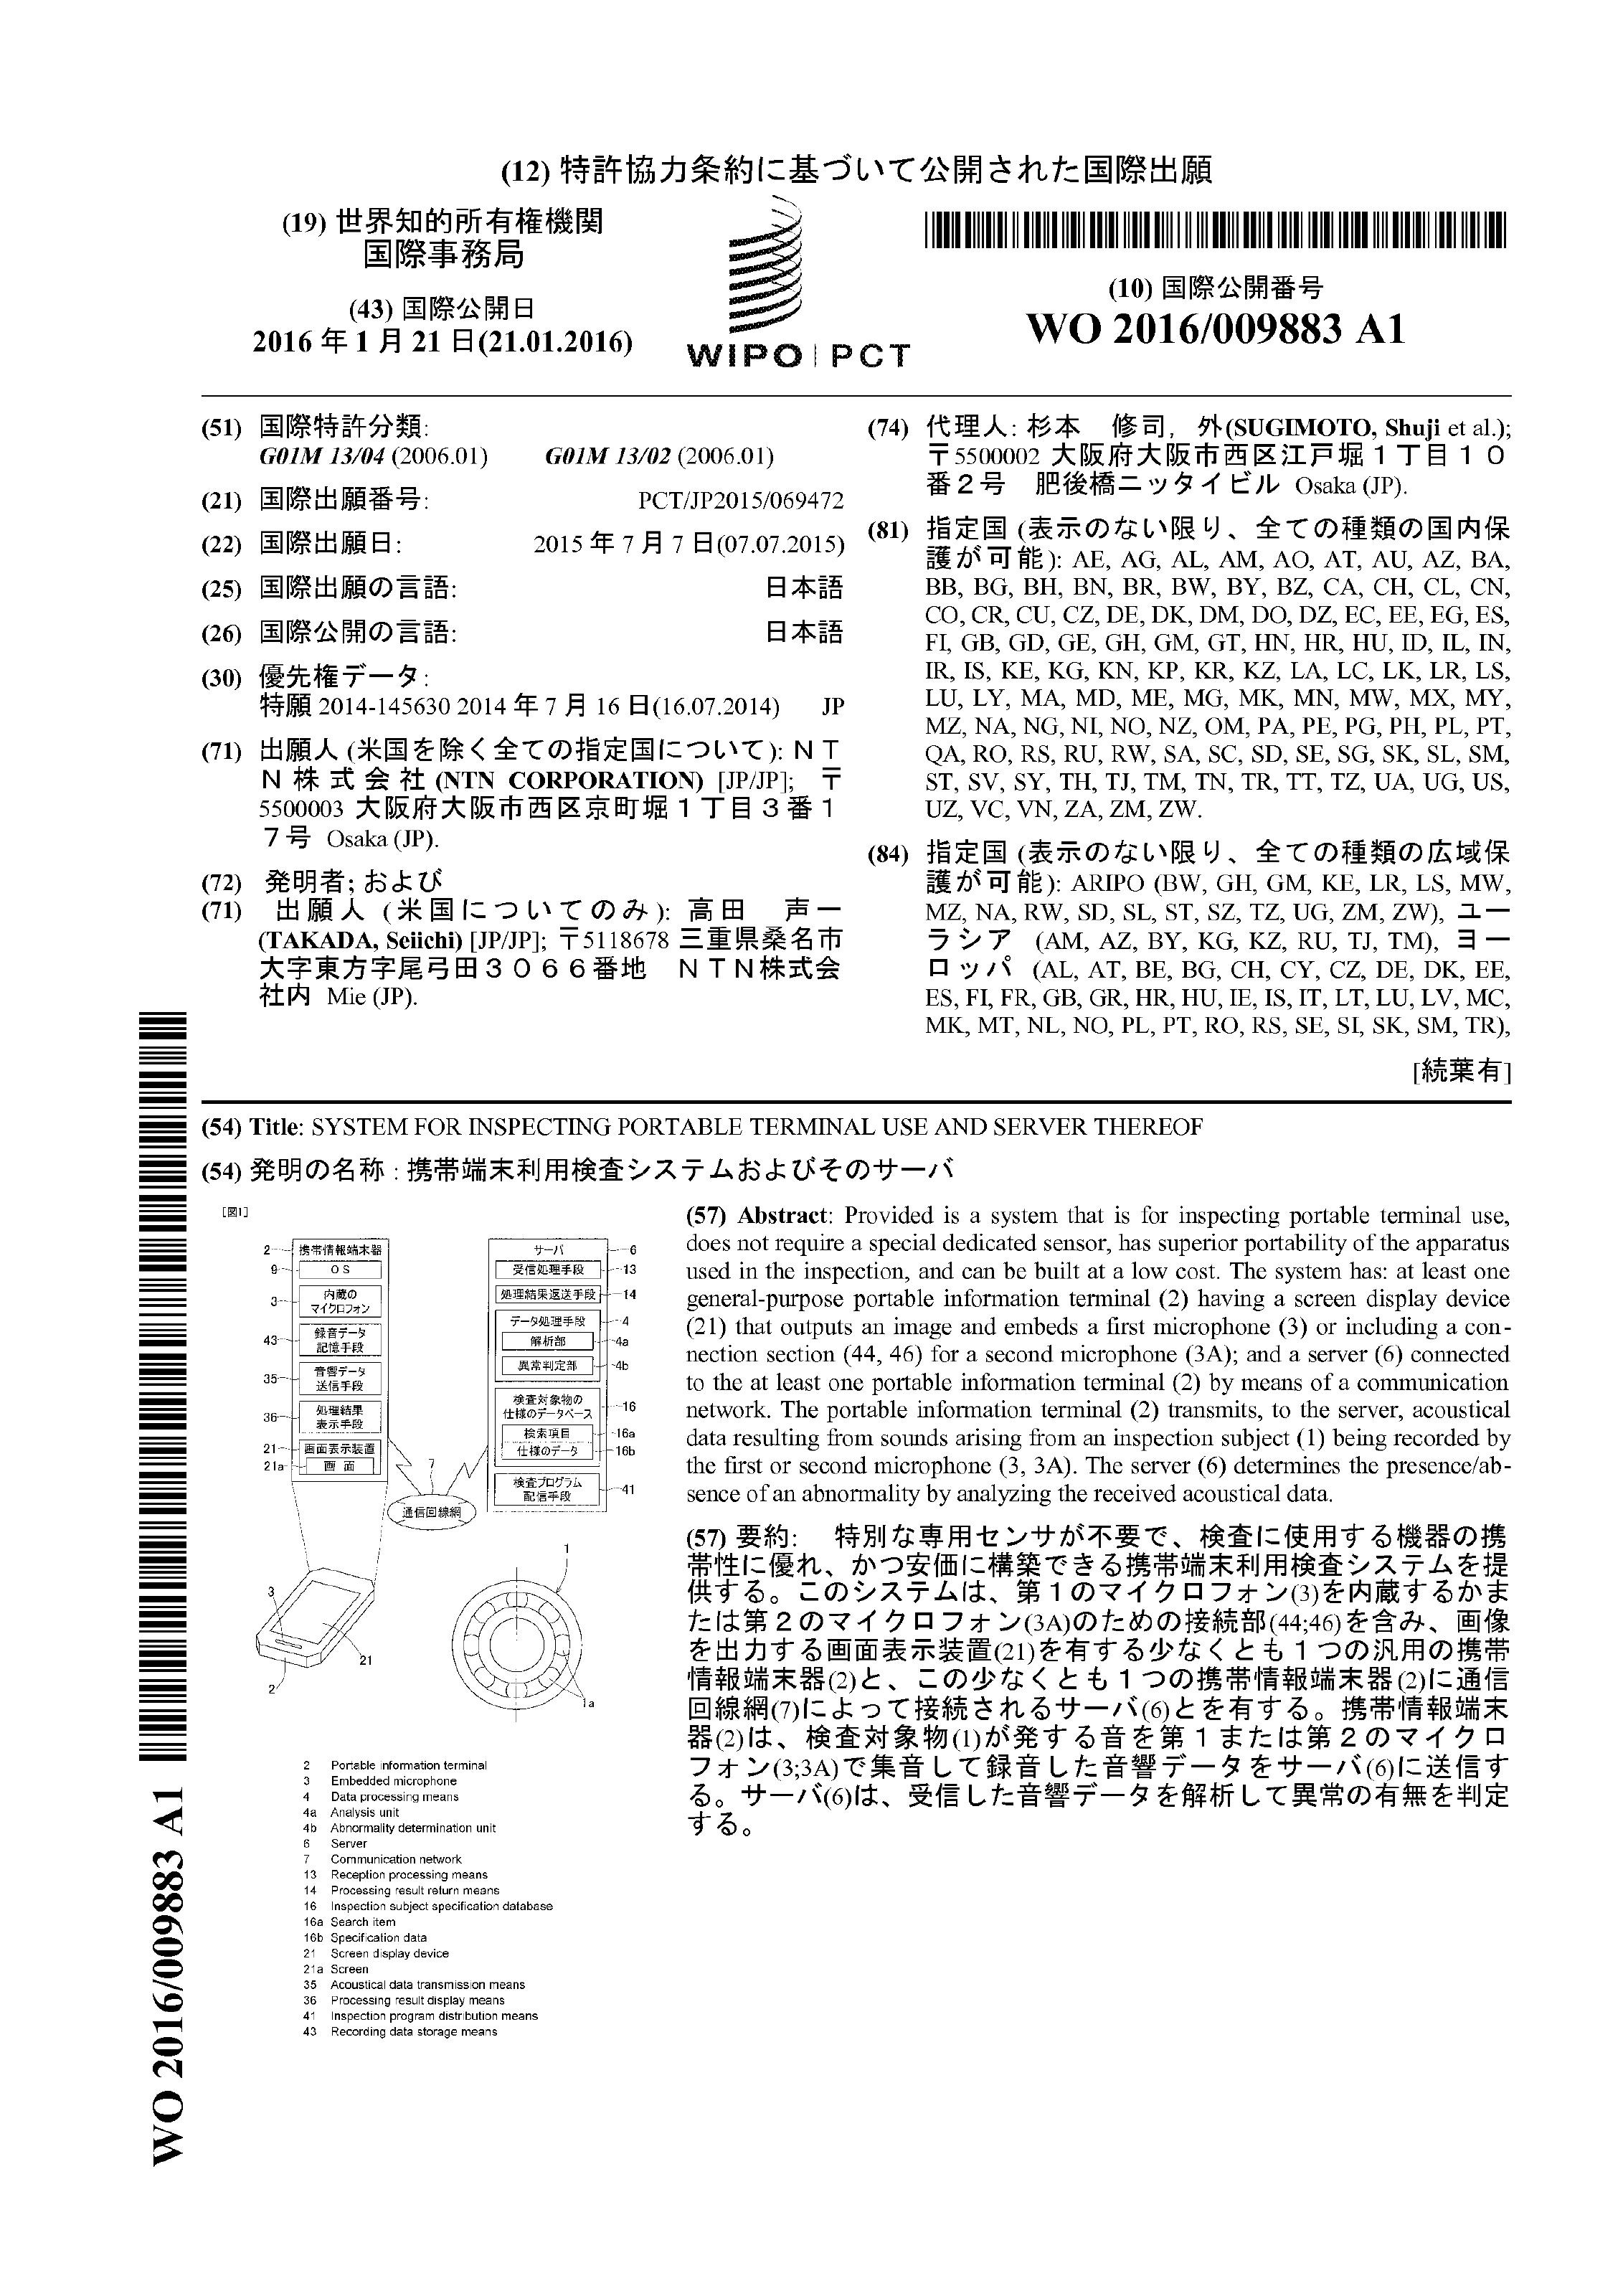 (12) 特許協力条約に基づいて公開された国際出願
(19) 世界知的所有権機関
国際事務局
(43) 国際公開日
2016 年 1 月 21 日(21.01.2016)
WIPO | PCT
(10) 国際公開番号
WO 2016/009883 A1
(51) 国際特許分類:
G01M 13/04 (2006.01) G01M 13/02 (2006.01)
(21) 国際出願番号: PCT/JP2015/069472
(22) 国際出願日: 2015 年 7 月 7 日(07.07.2015)
(25) 国際出願の言語: 日本語
(26) 国際公開の言語: 日本語
(30) 優先権データ:
特願 2014-145630 2014 年 7 月 16 日(16.07.2014) JP
(71) 出願人 (米国を除く全ての指定国について): NT
N株式会社(NTN CORPORATION) [JP/JP]; 〒
5500003 大阪府大阪市西区京町堀1丁目3番1
7号 Osaka (JP).
(72) 発明者; および
(71) 出願人 (米国についてのみ): 高田 声一
(TAKADA, Seiichi) [JP/JP]; 〒5118678 三重県桑名市
大字東方字尾弓田3066番地 NTN株式会
社内 Mie (JP).
(74) 代理人: 杉本 修司, 外(SUGIMOTO, Shuji et al.);
〒5500002 大阪府大阪市西区江戸堀1丁目10
番2号 肥後橋ニッタイビル Osaka (JP).
(81) 指定国 (表示のない限り、全ての種類の国内保
護が可能): AE, AG, AL, AM, AO, AT, AU, AZ, BA,
BB, BG, BH, BN, BR, BW, BY, BZ, CA, CH, CL, CN,
CO, CR, CU, CZ, DE, DK, DM, DO, DZ, EC, EE, EG, ES,
FI, GB, GD, GE, GH, GM, GT, HN, HR, HU, ID, IL, IN,
IR, IS, KE, KG, KN, KP, KR, KZ, LA, LC, LK, LR, LS,
LU, LY, MA, MD, ME, MG, MK, MN, MW, MX, MY,
MZ, NA, NG, NI, NO, NZ, OM, PA, PE, PG, PH, PL, PT,
QA, RO, RS, RU, RW, SA, SC, SD, SE, SG, SK, SL, SM,
ST, SV, SY, TH, TJ, TM, TN, TR, TT, TZ, UA, UG, US,
UZ, VC, VN, ZA, ZM, ZW.
(84) 指定国 (表示のない限り、全ての種類の広域保
護が可能): ARIPO (BW, GH, GM, KE, LR, LS, MW,
MZ, NA, RW, SD, SL, ST, SZ, TZ, UG, ZM, ZW), ユー
ラシア (AM, AZ, BY, KG, KZ, RU, TJ, TM), ヨー
ロッパ (AL, AT, BE, BG, CH, CY, CZ, DE, DK, EE,
ES, FI, FR, GB, GR, HR, HU, IE, IS, IT, LT, LU, LV, MC,
MK, MT, NL, NO, PL, PT, RO, RS, SE, SI, SK, SM, TR),
[続葉有]
(54) Title: SYSTEM FOR INSPECTING PORTABLE TERMINAL USE AND SERVER THEREOF
(54) 発明の名称 : 携帯端末利用検査システムおよびそのサーバ
[図1]
2 携帯情報端末器
9 OS
3 内蔵の
マイクロフォン
43 録音データ
記憶手段
35 音響データ
送信手段
36 処理結果
表示手段
21 画面表示装置
21a 画 面
サーバ 6
受信処理手段 13
処理結果返送手段 14
データ処理手段 4
解析部 4a
異常判定部 4b
検査対象物の
仕様のデータベース 16
検索項目 16a
仕様のデータ 16b
検査プログラム
配信手段 41
7
通信回線網
3
21
2
1
1a
2 Portable information terminal
3 Embedded microphone
4 Data processing means
4a Analysis unit
4b Abnormality determination unit
6 Server
7 Communication network
13 Reception processing means
14 Processing result return means
16 Inspection subject specification database
16a Search item
16b Specification data
21 Screen display device
21a Screen
35 Acoustical data transmission means
36 Processing result display means
41 Inspection program distribution means
43 Recording data storage means
(57) Abstract: Provided is a system that is for inspecting portable terminal use,
does not require a special dedicated sensor, has superior portability of the apparatus
used in the inspection, and can be built at a low cost. The system has: at least one
general-purpose portable information terminal (2) having a screen display device
(21) that outputs an image and embeds a first microphone (3) or including a con-
nection section (44, 46) for a second microphone (3A); and a server (6) connected
to the at least one portable information terminal (2) by means of a communication
network. The portable information terminal (2) transmits, to the server, acoustical
data resulting from sounds arising from an inspection subject (1) being recorded by
the first or second microphone (3, 3A). The server (6) determines the presence/ab-
sence of an abnormality by analyzing the received acoustical data.
(57) 要約: 特別な専用センサが不要で、検査に使用する機器の携
帯性に優れ、かつ安価に構築できる携帯端末利用検査システムを提
供する。このシステムは、第1のマイクロフォン(3)を内蔵するかま
たは第2のマイクロフォン(3A)のための接続部(44;46)を含み、画像
を出力する画面表示装置(21)を有する少なくとも1つの汎用の携帯
情報端末器(2)と、この少なくとも1つの携帯情報端末器(2)に通信
回線網(7)によって接続されるサーバ(6)とを有する。携帯情報端末
器(2)は、検査対象物(1)が発する音を第1または第2のマイクロ
フォン(3;3A)で集音して録音した音響データをサーバ(6)に送信す
る。サーバ(6)は、受信した音響データを解析して異常の有無を判定
する。
WO 2016/009883 A1